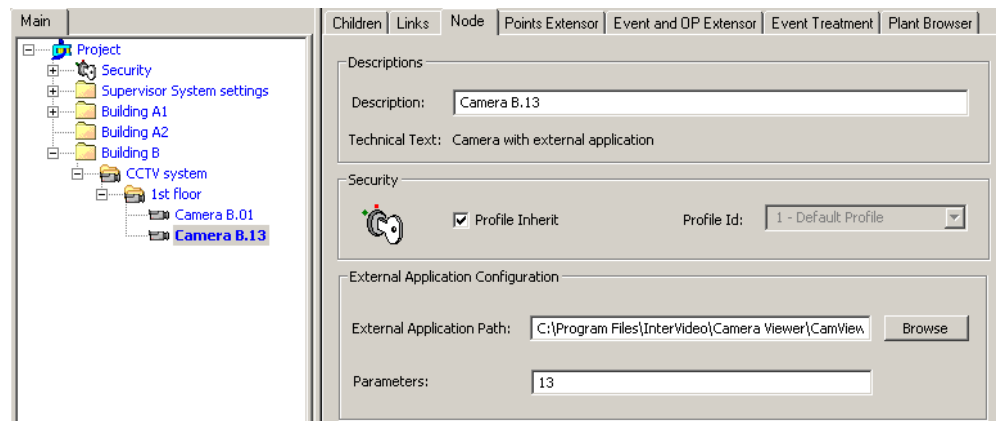 Main
Project
Security
Supervisor System settings
Building A1
Building A2
Building B
CCTV system
1st floor
Camera B.01
Camera B.13
Children Links Node Points Extensor Event and OP Extensor Event Treatment Plant Browser
Descriptions
Description: Camera B.13
Technical Text: Camera with external application
Security
Profile Inherit Profile Id: 1 - Default Profile
External Application Configuration
External Application Path: C:\Program Files\InterVideo\Camera Viewer\CamView Browse
Parameters: 13